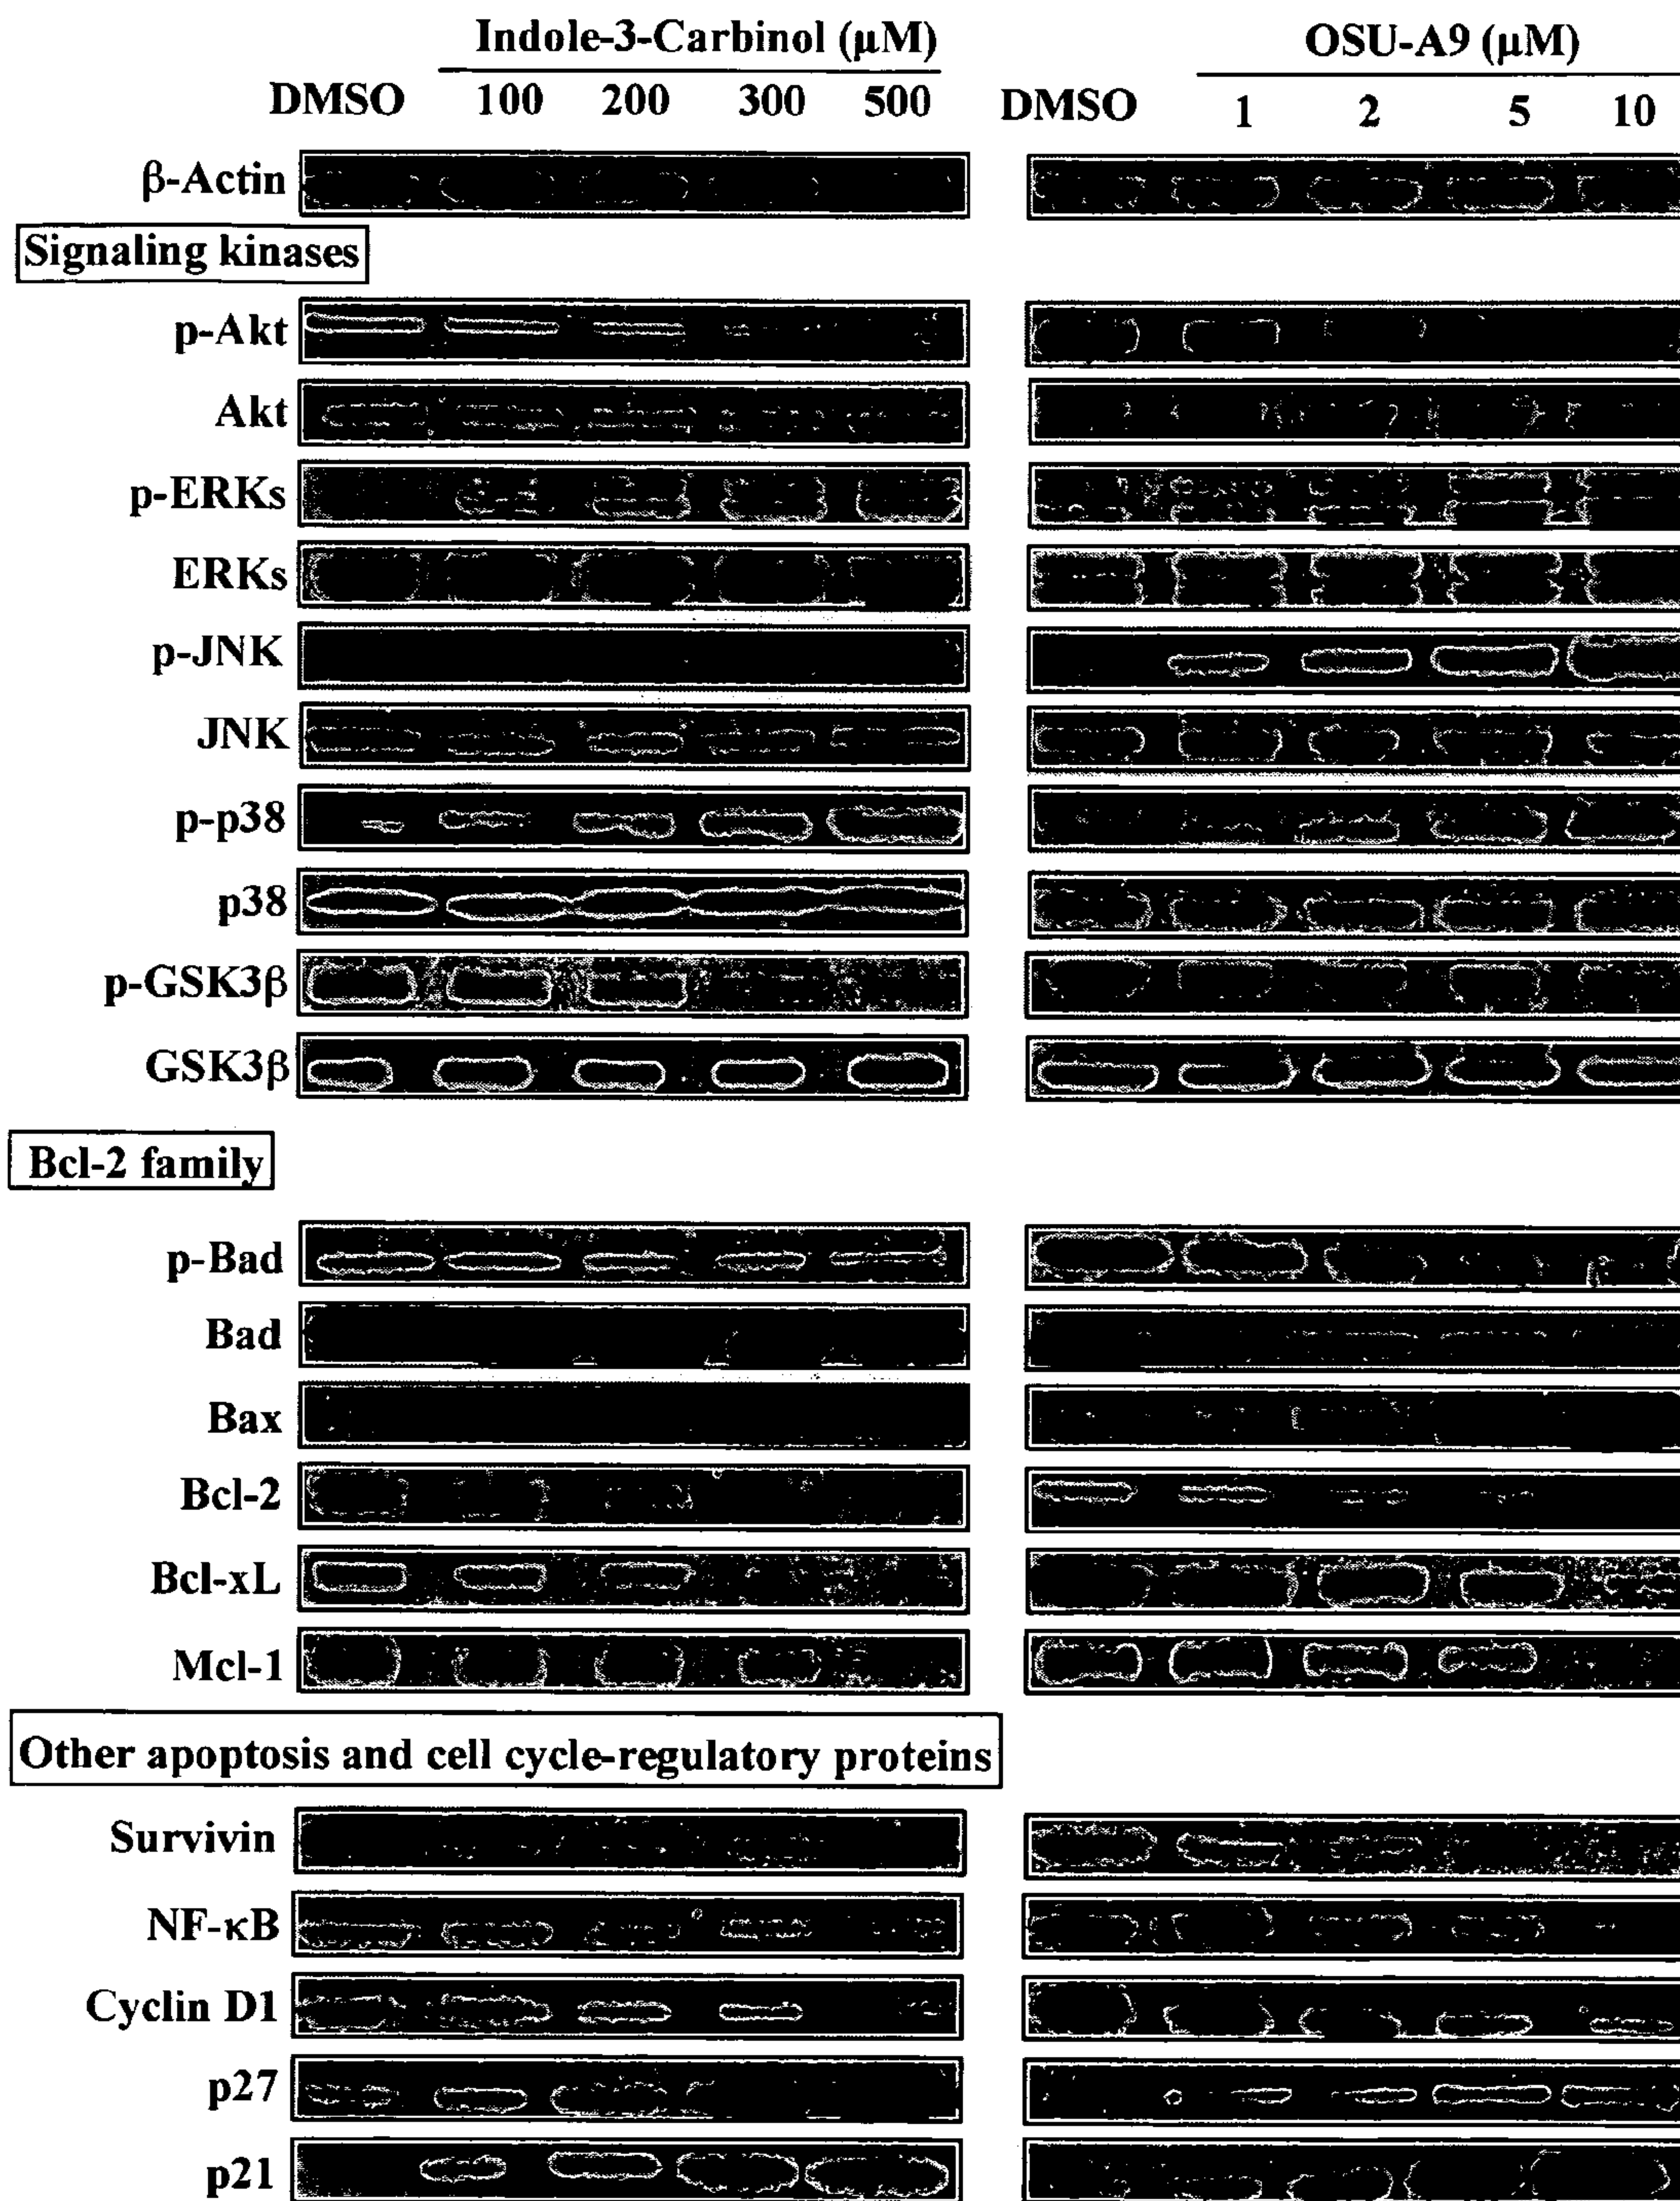 Indole-3-Carbinol (µM)
OSU-A9 (µM)
DMSO 100 200 300 500
DMSO 1 2 5 10
β-Actin
Signaling kinases
p-Akt
Akt
p-ERKs
ERKs
p-JNK
JNK
p-p38
p38
p-GSK3β
GSK3β
Bcl-2 family
p-Bad
Bad
Bax
Bcl-2
Bcl-xL
Mcl-1
Other apoptosis and cell cycle-regulatory proteins
Survivin
NF-κB
Cyclin D1
p27
p21